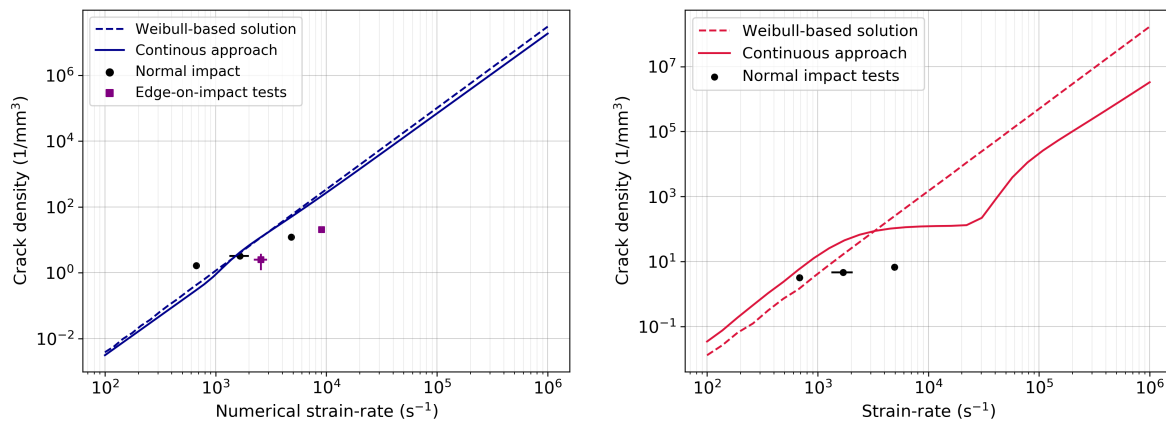 Crack density (1/mm³)
10⁶
10⁴
10²
10⁰
10⁻²
Weibull-based solution
Continous approach
Normal impact
Edge-on-impact tests
10² 10³ 10⁴ 10⁵ 10⁶
Numerical strain-rate (s⁻¹)
Crack density (1/mm³)
10⁷
10⁵
10³
10¹
10⁻¹
Weibull-based solution
Continuous approach
Normal impact tests
10² 10³ 10⁴ 10⁵ 10⁶
Strain-rate (s⁻¹)